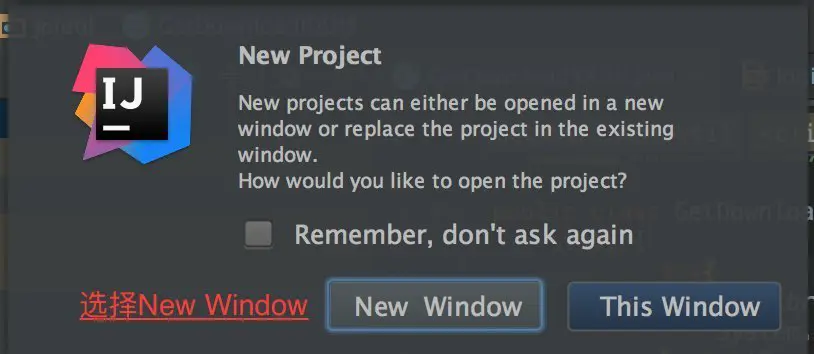 New Project
IJ
New projects can either be opened in a new
window or replace the project in the existing
window.
How would you like to open the project?
Remember, don't ask again
选择New Window
New Window
This Window